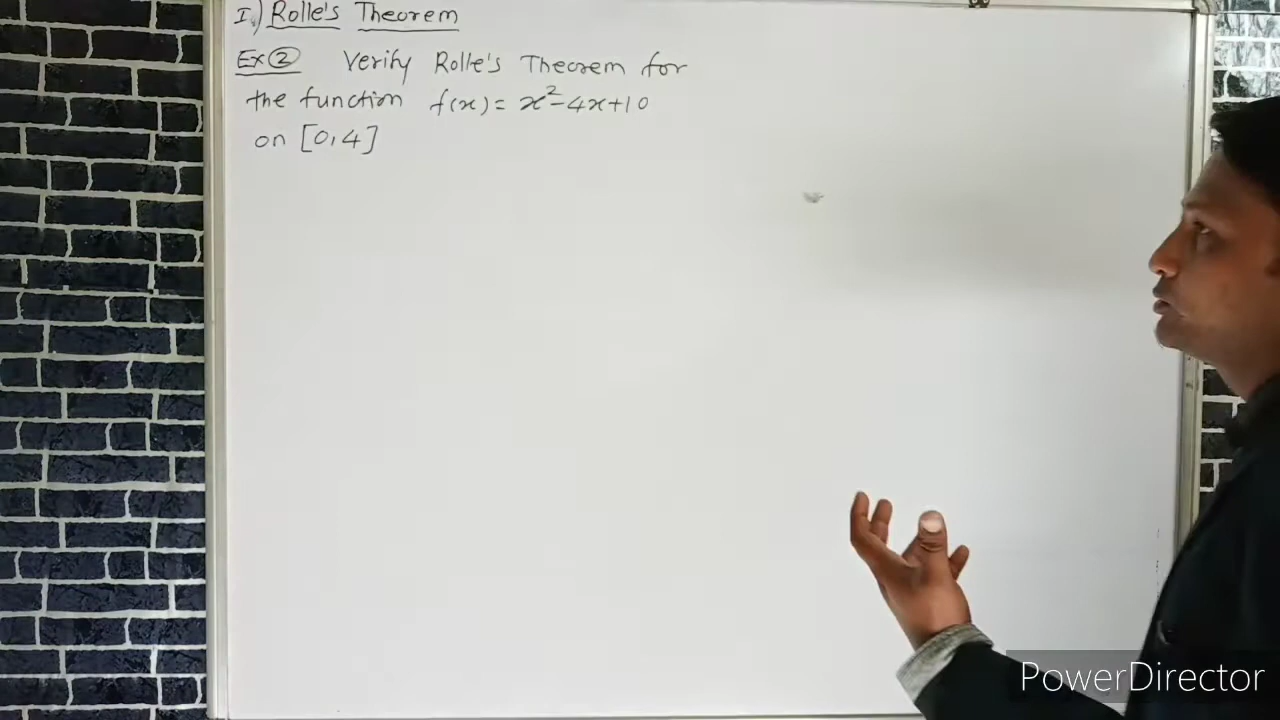 I.) Rolle's Theorem
Ex② Verify Rolle's Theorem for
the function f(x) = x²-4x+10
on [0,4]
PowerDirector